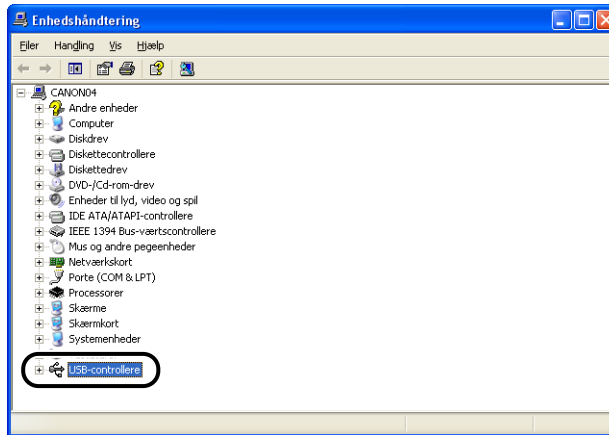 Enhedshåndtering
Filer Handling Vis Hjælp
CANON04
Andre enheder
Computer
Diskdrev
Diskettecontrollere
Diskettedrev
DVD-/Cd-rom-drev
Enheder til lyd, video og spil
IDE ATA/ATAPI-controllere
IEEE 1394 Bus-værtscontrollere
Mus og andre pegeenheder
Netværkskort
Porte (COM & LPT)
Processorer
Skærme
Skærmkort
Systemenheder
USB-controllere